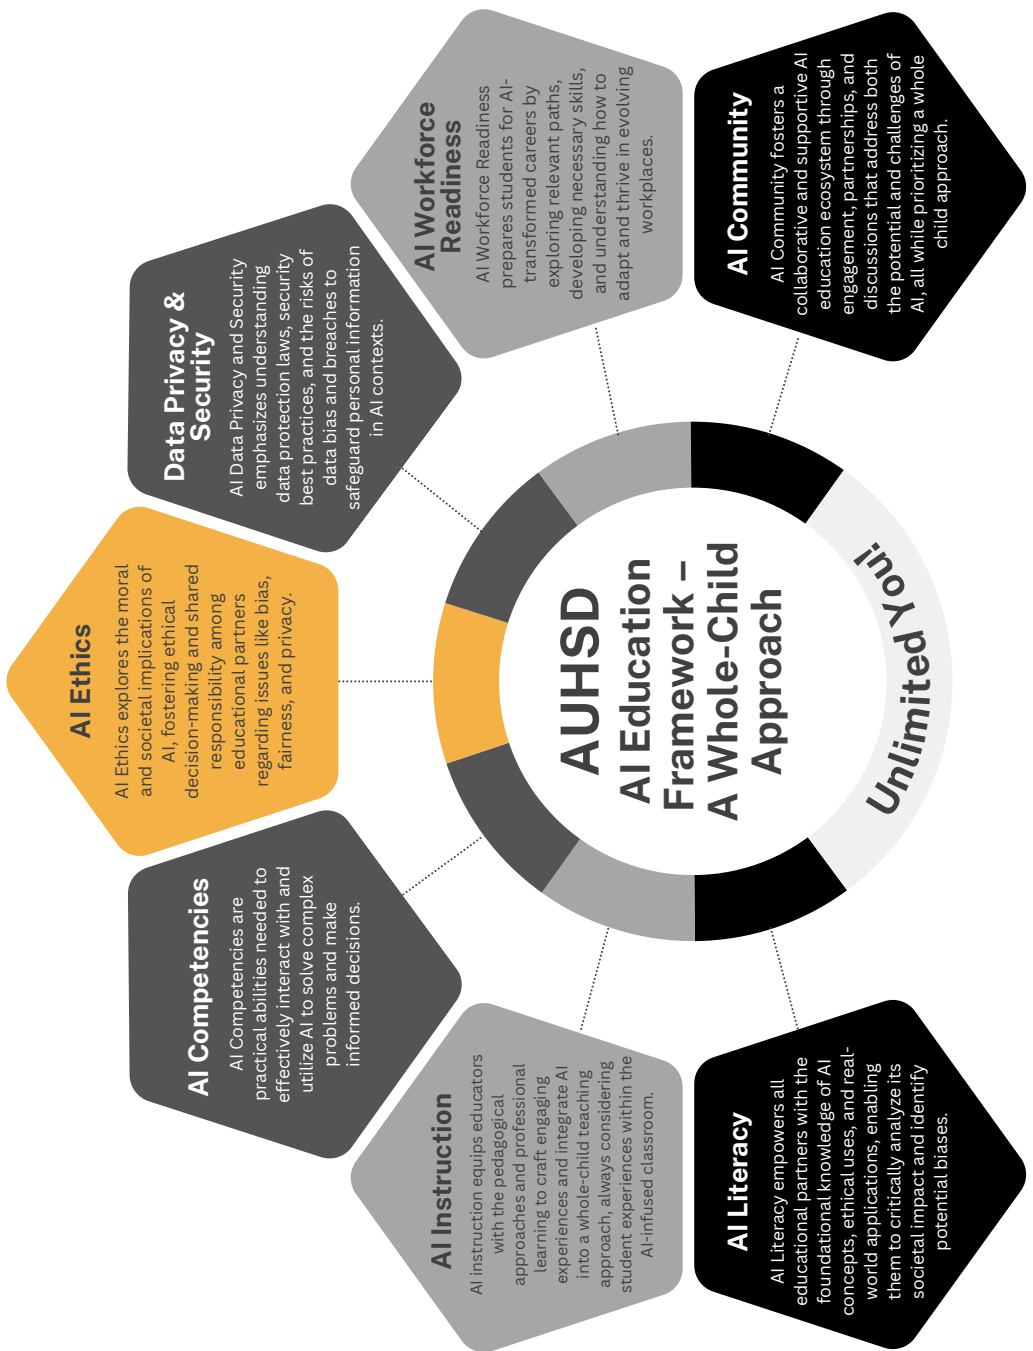 AUHSD
AI Education
Framework –
A Whole-Child
Approach
Unlimited You!
AI Literacy
AI Literacy empowers all
educational partners with the
foundational knowledge of AI
concepts, ethical uses, and real-
world applications, enabling
them to critically analyze its
societal impact and identify
potential biases.
AI Instruction
AI instruction equips educators
with the pedagogical
approaches and professional
learning to craft engaging
experiences and integrate AI
into a whole-child teaching
approach, always considering
student experiences within the
AI-infused classroom.
AI Competencies
AI Competencies are
practical abilities needed to
effectively interact with and
utilize AI to solve complex
problems and make
informed decisions.
AI Ethics
AI Ethics explores the moral
and societal implications of
AI, fostering ethical
decision-making and shared
responsibility among
educational partners
regarding issues like bias,
fairness, and privacy.
Data Privacy &
Security
AI Data Privacy and Security
emphasizes understanding
data protection laws, security
best practices, and the risks of
data bias and breaches to
safeguard personal information
in AI contexts.
AI Workforce
Readiness
AI Workforce Readiness
prepares students for AI-
transformed careers by
exploring relevant paths,
developing necessary skills,
and understanding how to
adapt and thrive in evolving
workplaces.
AI Community
AI Community fosters a
collaborative and supportive AI
education ecosystem through
engagement, partnerships, and
discussions that address both
the potential and challenges of
AI, all while prioritizing a whole
child approach.